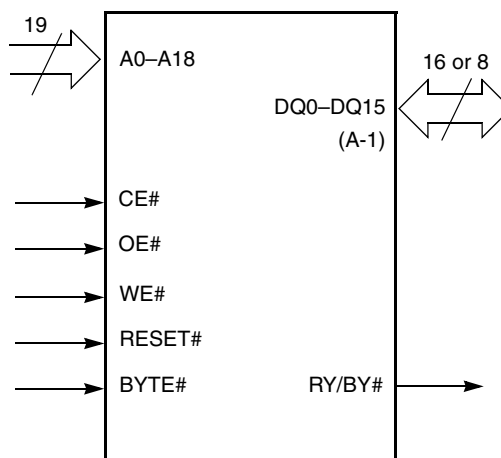 19
A0–A18
16 or 8
DQ0–DQ15
(A-1)
CE#
OE#
WE#
RESET#
BYTE#
RY/BY#